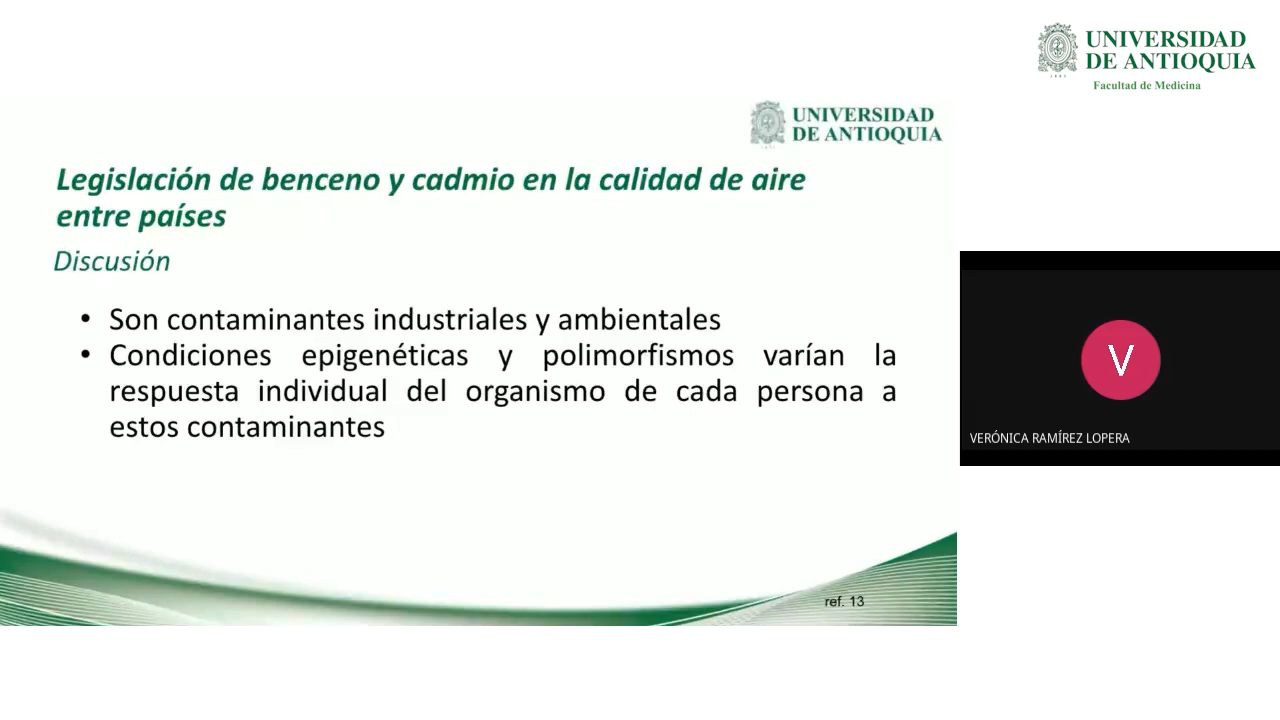 UNIVERSIDAD
DE ANTIOQUIA
Facultad de Medicina
UNIVERSIDAD
DE ANTIOQUIA
Legislación de benceno y cadmio en la calidad de aire
entre países
Discusión
• Son contaminantes industriales y ambientales
• Condiciones epigenéticas y polimorfismos varían la
respuesta individual del organismo de cada persona a
estos contaminantes
V
VERÓNICA RAMÍREZ LOPERA
ref. 13